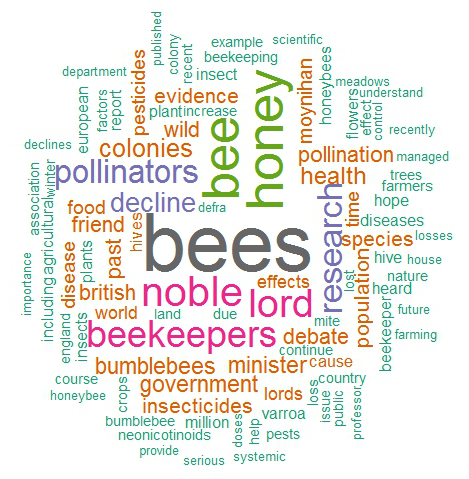 published
colony
recent
example
scientific
beekeeping
department
insect
honeybees
meadows
understand
european
factors
report
pesticides
evidence
plant
increase
bee
honey
moynihan
flowers
effect
control
recently
wild
declines
colonies
pollination
managed
pollinators
health
trees
farmers
association
winter
decline
defra
research
time
hope
food
friend
hives
bees
diseases
species
losses
including
agricultural
disease
plants
past
lost
population
hive
house
nature
importance
british
noble
lord
effects
heard
beekeeper
future
england
insects
world
land
due
mite
farming
beekeepers
debate
continue
bumblebees
minister
cause
course
government
country
honeybee
crops
lords
loss
issue
public
professor
insecticides
bumblebee
million
varroa
neonicotinoids
doses
help
pests
provide
serious
systemic